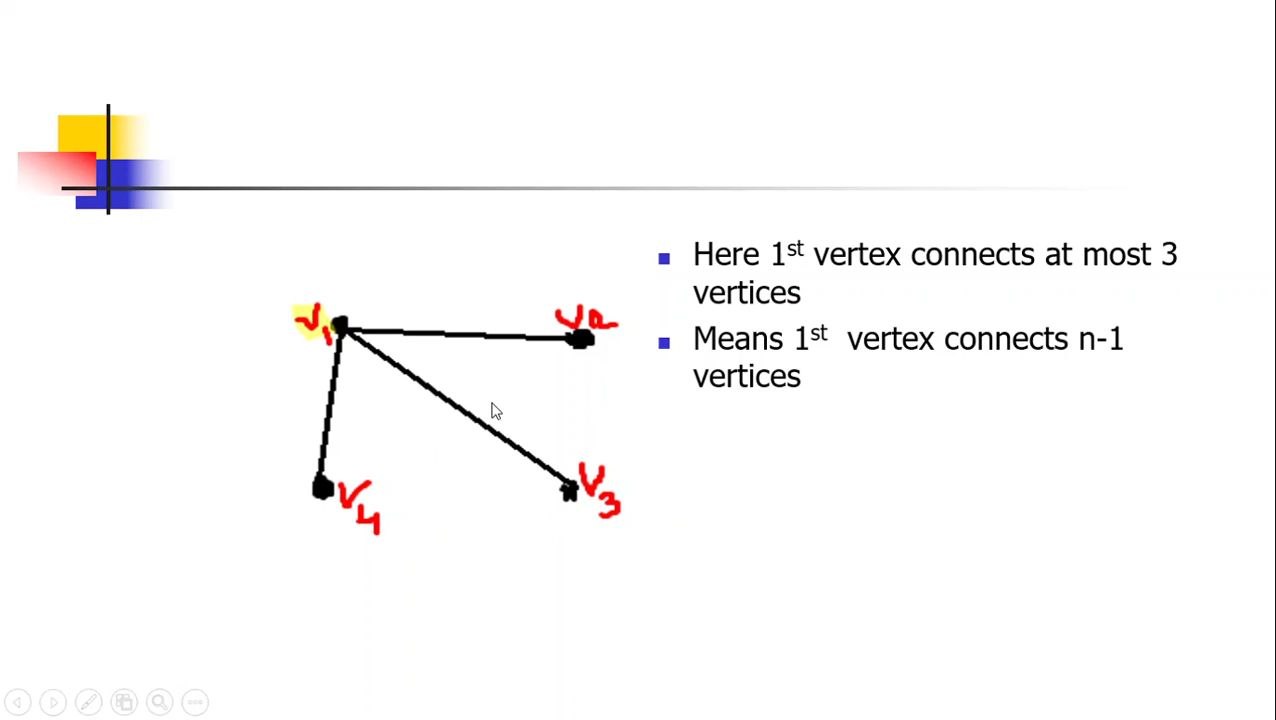 Here 1st vertex connects at most 3
vertices
Means 1st vertex connects n-1
vertices
V1
V2
V3
V4